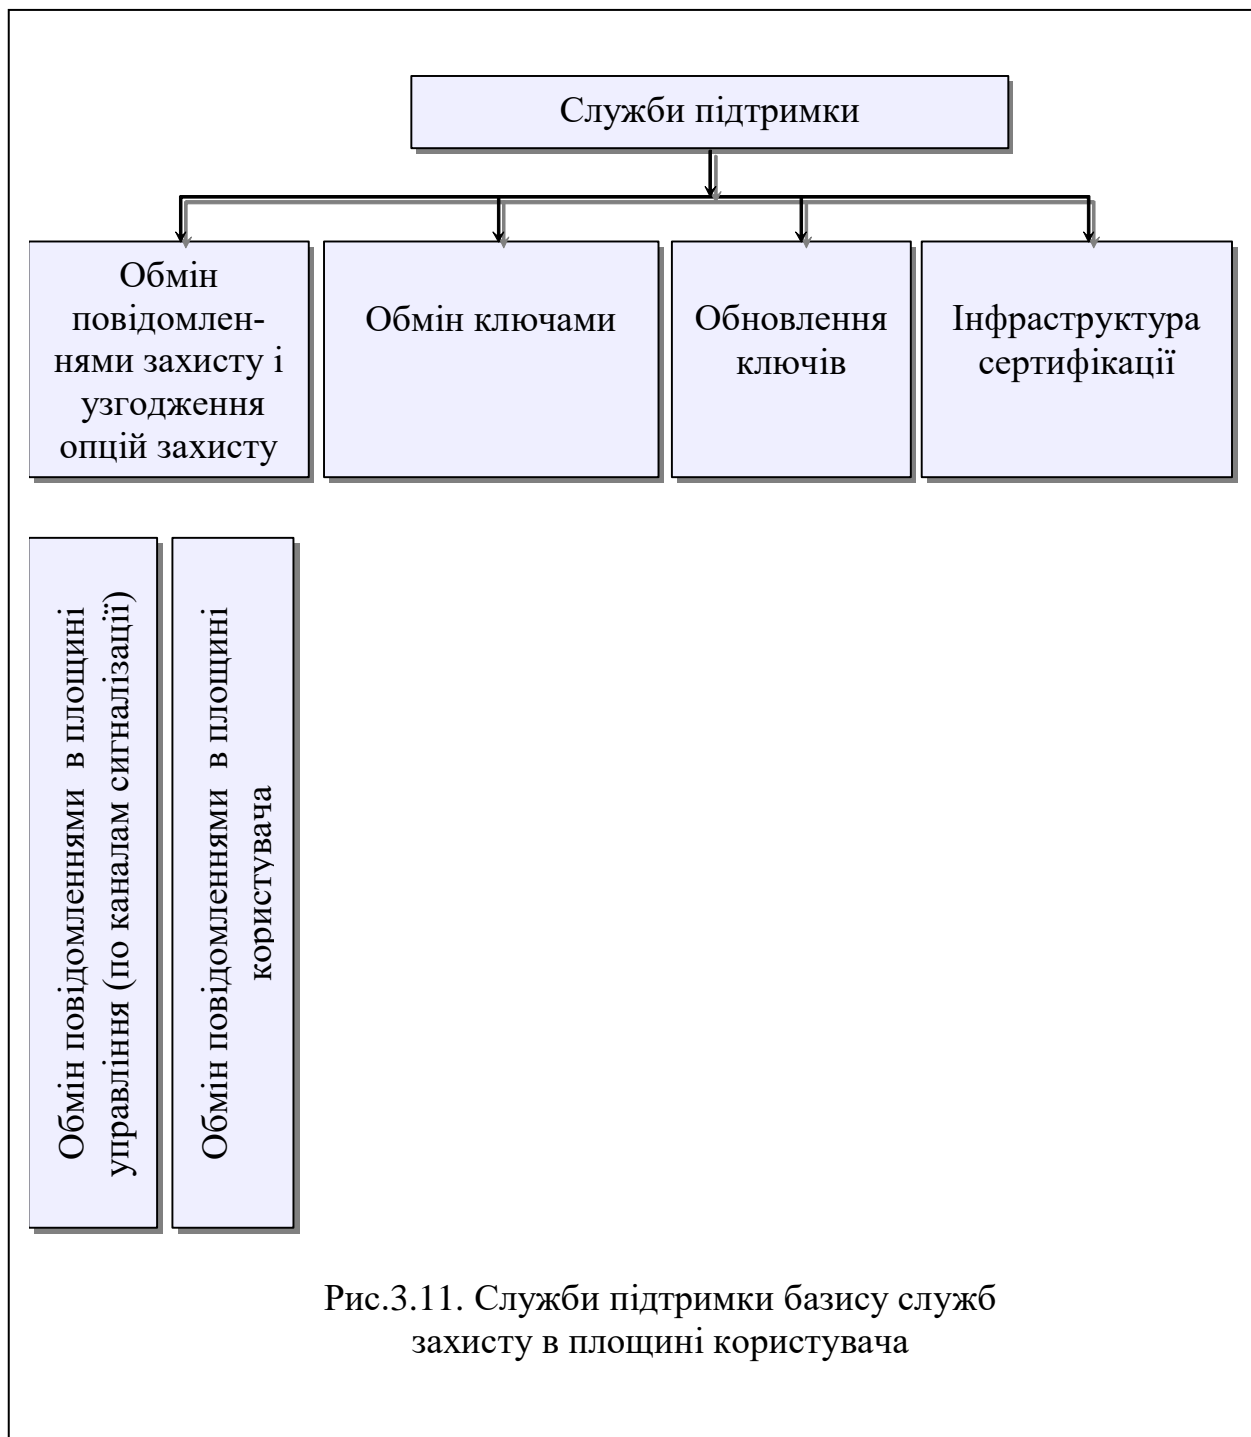 Служби підтримки
Обмін
повідомлен-
нями захисту і
узгодження
опцій захисту
Обмін ключами
Обновлення
ключів
Інфраструктура
сертифікації
Обмін повідомленнями в площині
управління (по каналам сигналізації)
Обмін повідомленнями в площині
користувача
Рис.3.11. Служби підтримки базису служб
захисту в площині користувача